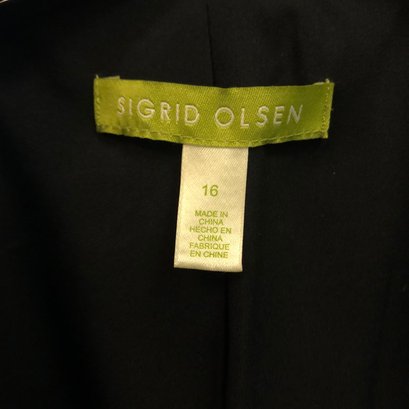 SIGRID OLSEN
16
MADE IN
CHINA
HECHO EN
CHINA
FABRIQUE
EN CHINE